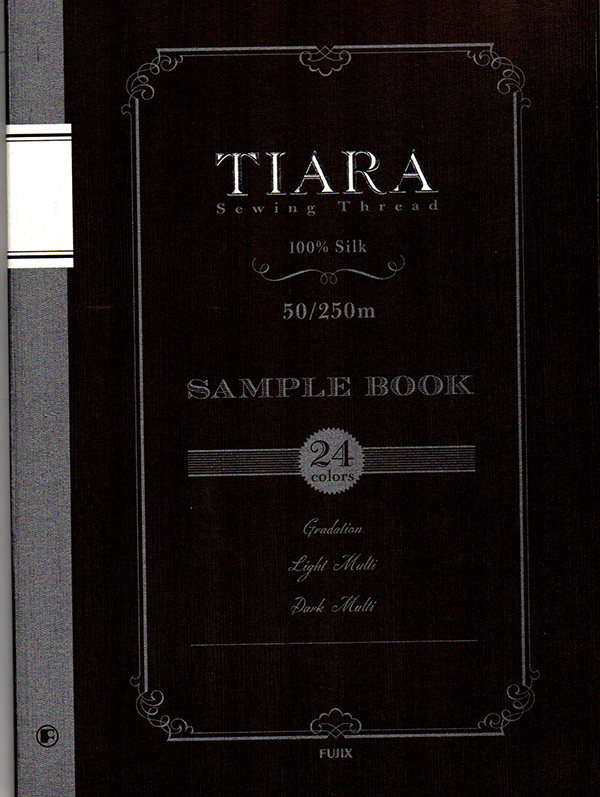 TIARA
Sewing Thread
100% Silk
50/250m
SAMPLE BOOK
24
colors
Gradation
Light Multi
Dark Multi
FUJIX